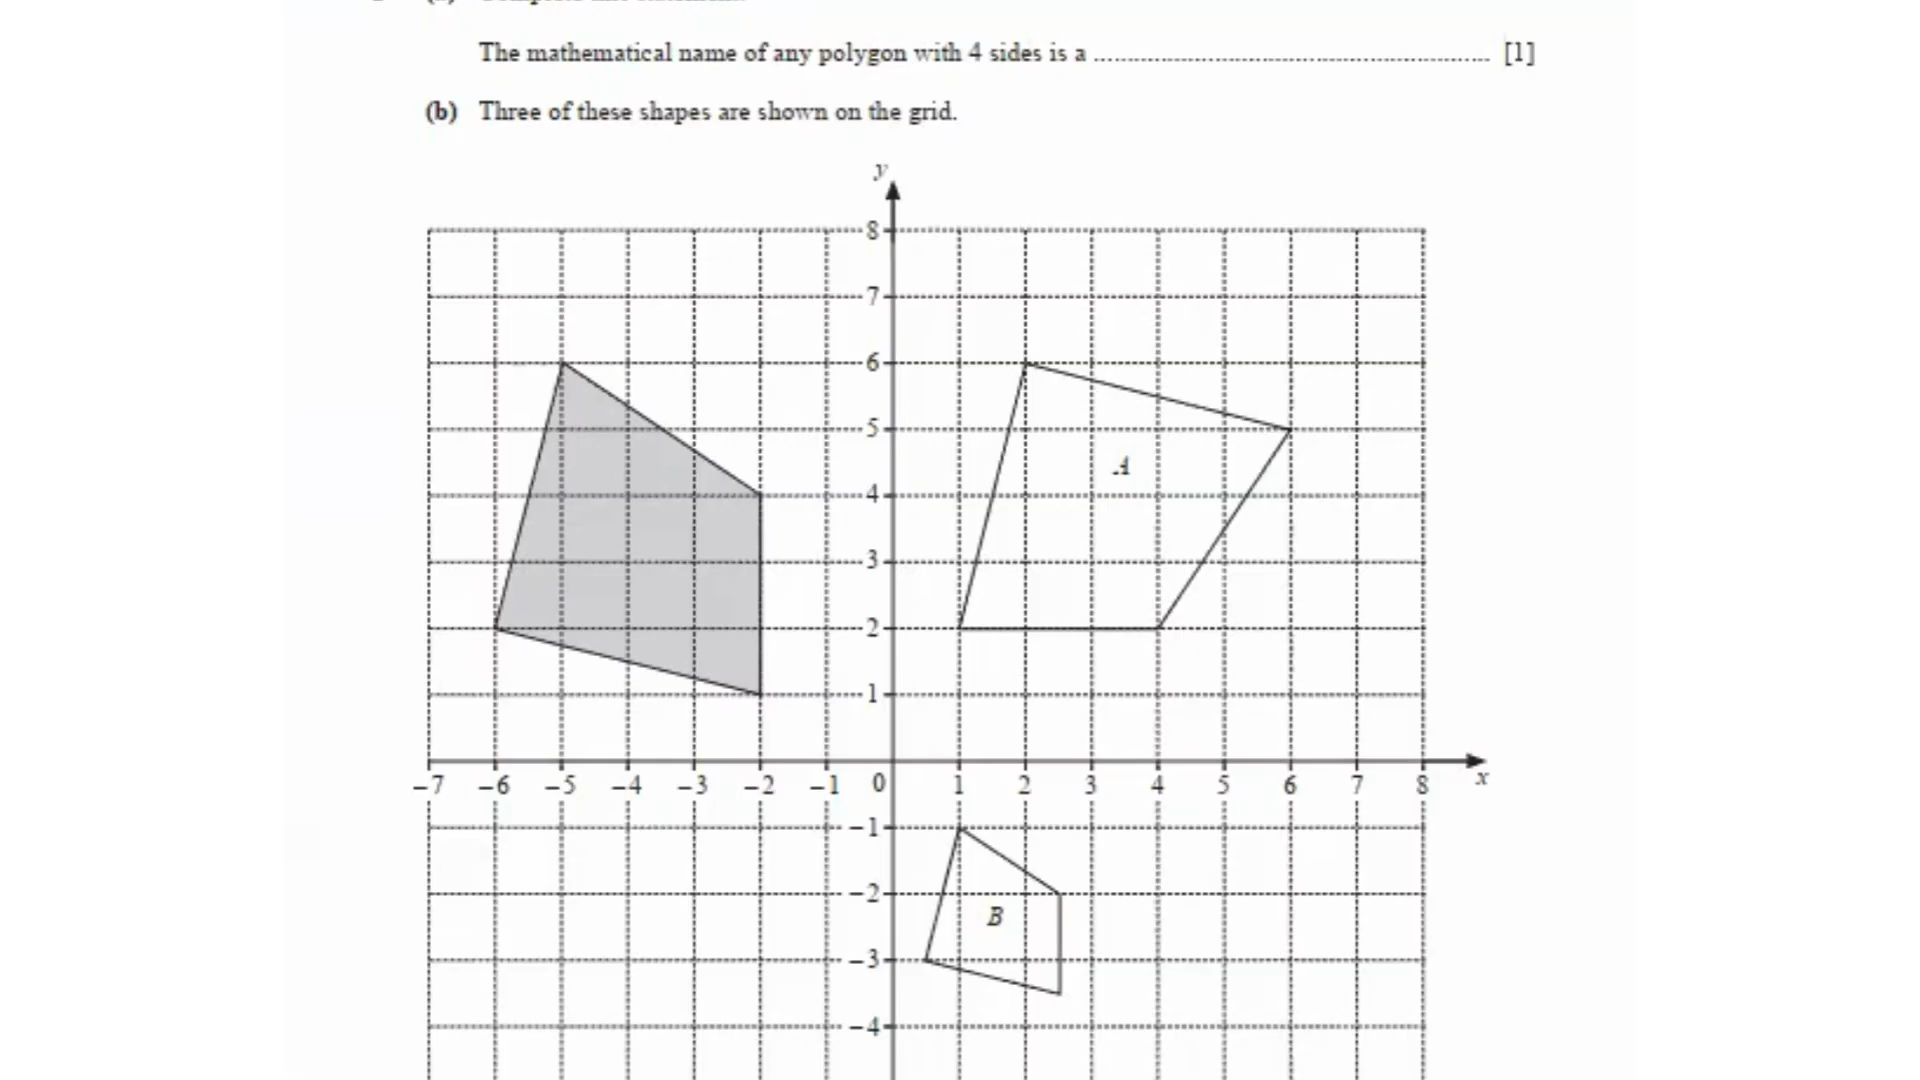 The mathematical name of any polygon with 4 sides is a ........................................ [1]
(b) Three of these shapes are shown on the grid.
y
8
7
6
5
A
4
3
2
1
−7 −6 −5 −4 −3 −2 −1 0 1 2 3 4 5 6 7 8 x
−1
−2
B
−3
−4